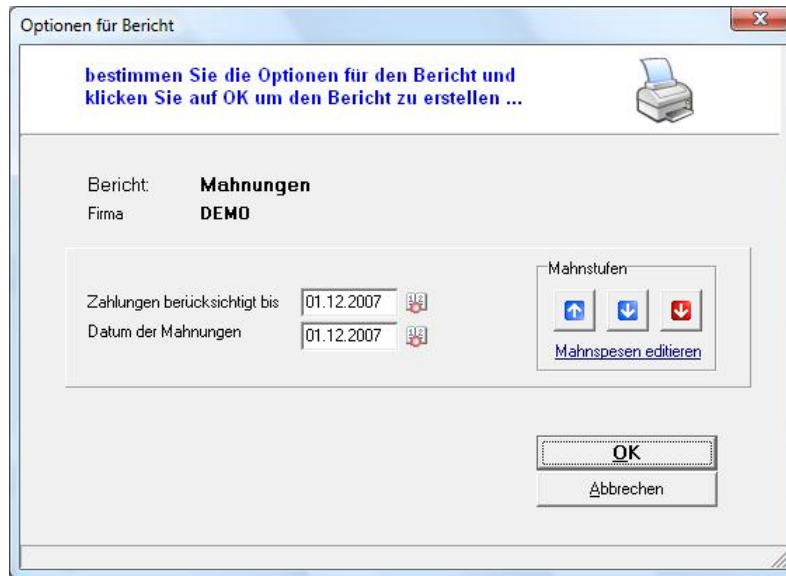 Optionen für Bericht
bestimmen Sie die Optionen für den Bericht und
klicken Sie auf OK um den Bericht zu erstellen ...
Bericht: Mahnungen
Firma DEMO
Mahnstufen
Zahlungen berücksichtigt bis 01.12.2007
Datum der Mahnungen 01.12.2007
Mahnspesen editieren
OK
Abbrechen